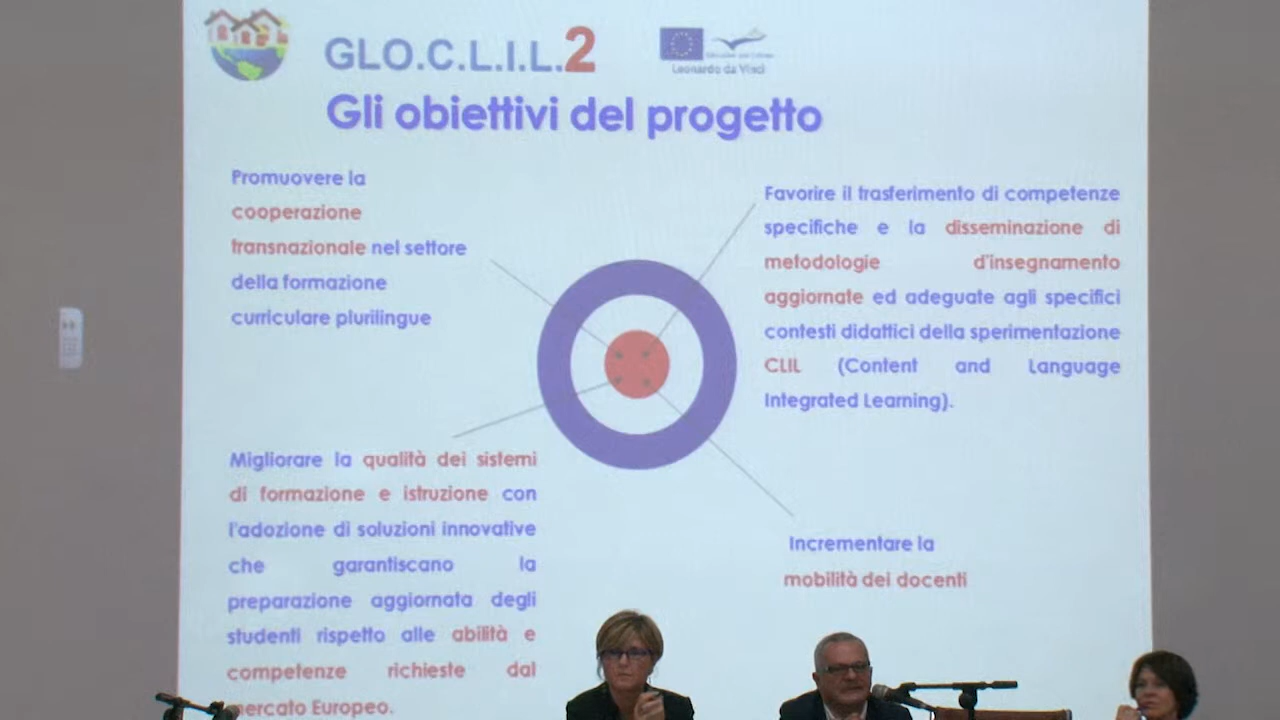 GLO.C.L.I.L.2
Leonardo da Vinci
Gli obiettivi del progetto
Promuovere la
cooperazione
transnazionale nel settore
della formazione
curriculare plurilingue
Favorire il trasferimento di competenze
specifiche e la disseminazione di
metodologie d'insegnamento
aggiornate ed adeguate agli specifici
contesti didattici della sperimentazione
CLIL (Content and Language
Integrated Learning).
Migliorare la qualità dei sistemi
di formazione e istruzione con
l'adozione di soluzioni innovative
che garantiscano la
preparazione aggiornata degli
studenti rispetto alle abilità e
competenze richieste dal
mercato Europeo.
Incrementare la
mobilità dei docenti